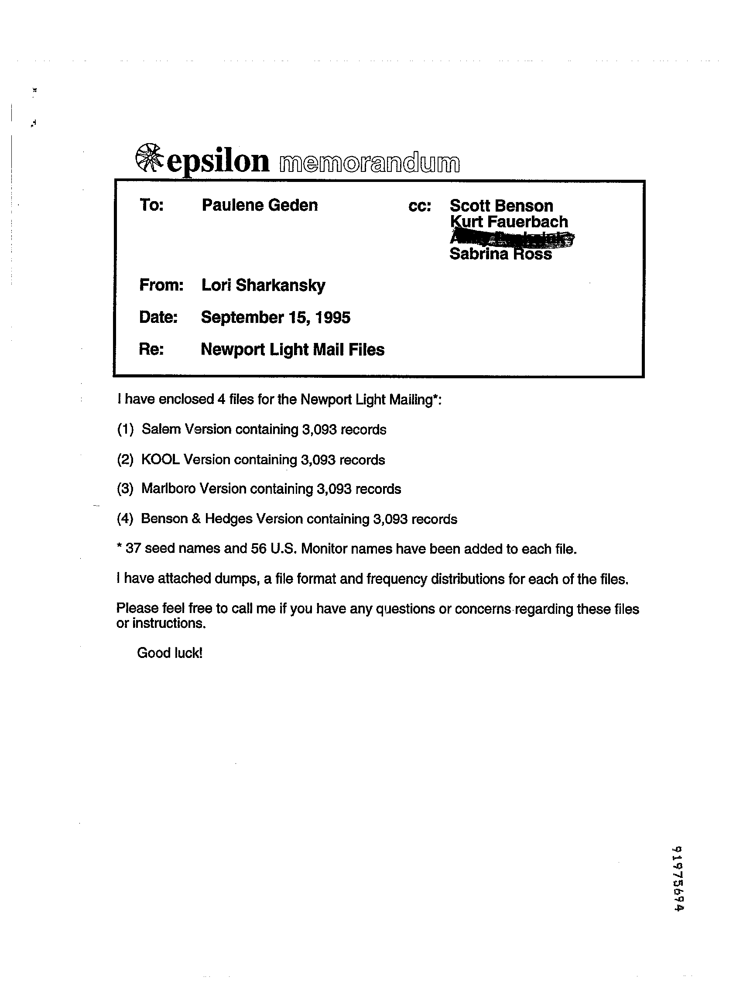 epsilon memorandum
To: Paulene Geden cc: Scott Benson
Kurt Fauerbach
Sabrina Ross
From: Lori Sharkansky
Date: September 15, 1995
Re: Newport Light Mail Files
I have enclosed 4 files for the Newport Light Mailing*:
(1) Salem Version containing 3,093 records
(2) KOOL Version containing 3,093 records
(3) Marlboro Version containing 3,093 records
(4) Benson & Hedges Version containing 3,093 records
* 37 seed names and 56 U.S. Monitor names have been added to each file.
I have attached dumps, a file format and frequency distributions for each of the files.
Please feel free to call me if you have any questions or concerns regarding these files
or instructions.
Good luck!
91975694